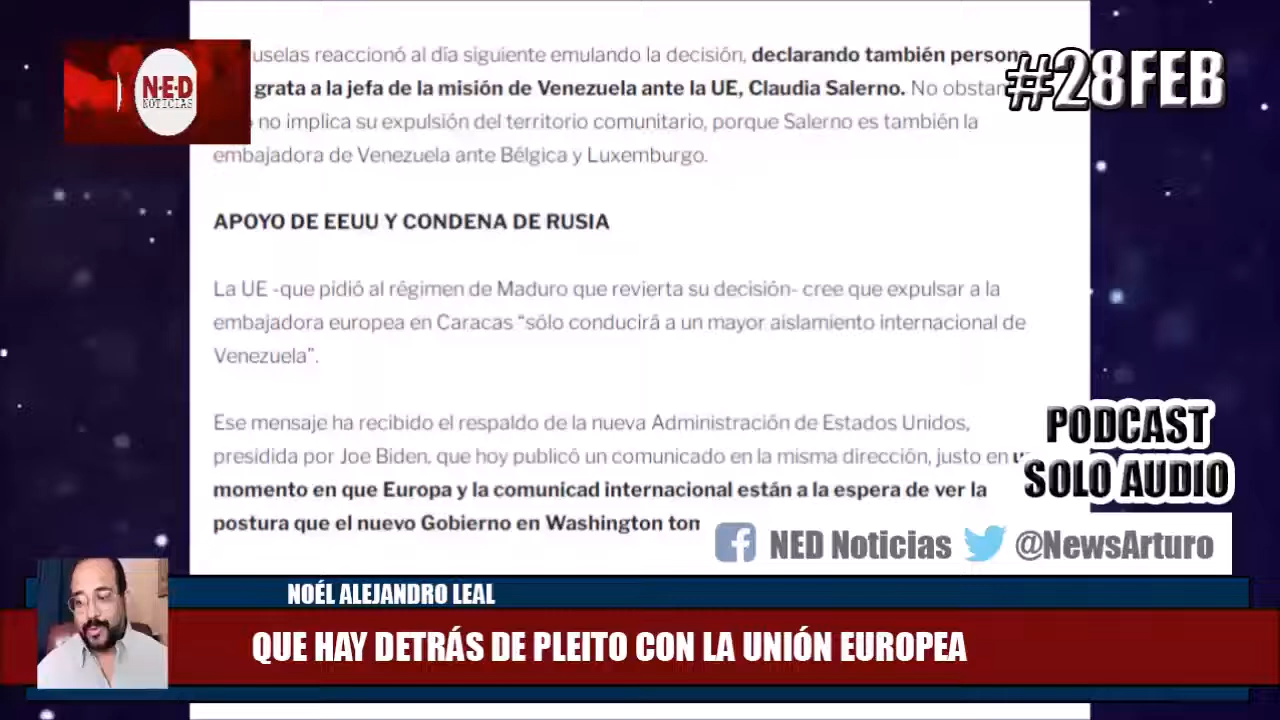 uselas reaccionó al día siguiente emulando la decisión, declarando también persona
grata a la jefa de la misión de Venezuela ante la UE, Claudia Salerno. No obstan
no implica su expulsión del territorio comunitario, porque Salerno es también la
embajadora de Venezuela ante Bélgica y Luxemburgo.
N-E-D
NOTICIAS
#28FEB
APOYO DE EEUU Y CONDENA DE RUSIA
La UE -que pidió al régimen de Maduro que revierta su decisión- cree que expulsar a la
embajadora europea en Caracas “sólo conducirá a un mayor aislamiento internacional de
Venezuela”.
Ese mensaje ha recibido el respaldo de la nueva Administración de Estados Unidos,
presidida por Joe Biden, que hoy publicó un comunicado en la misma dirección, justo en
momento en que Europa y la comunicad internacional están a la espera de ver la
postura que el nuevo Gobierno en Washington tom
PODCAST
SOLO AUDIO
NED Noticias @NewsArturo
NOÉL ALEJANDRO LEAL
QUE HAY DETRÁS DE PLEITO CON LA UNIÓN EUROPEA